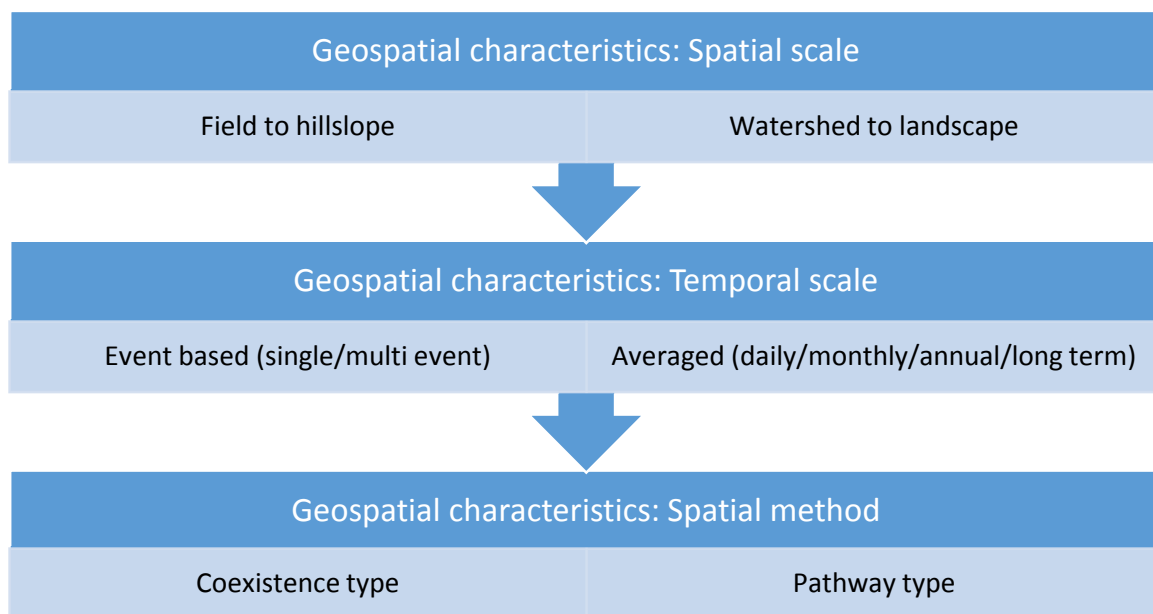 Geospatial characteristics: Spatial scale
Field to hillslope
Watershed to landscape
Geospatial characteristics: Temporal scale
Event based (single/multi event)
Averaged (daily/monthly/annual/long term)
Geospatial characteristics: Spatial method
Coexistence type
Pathway type